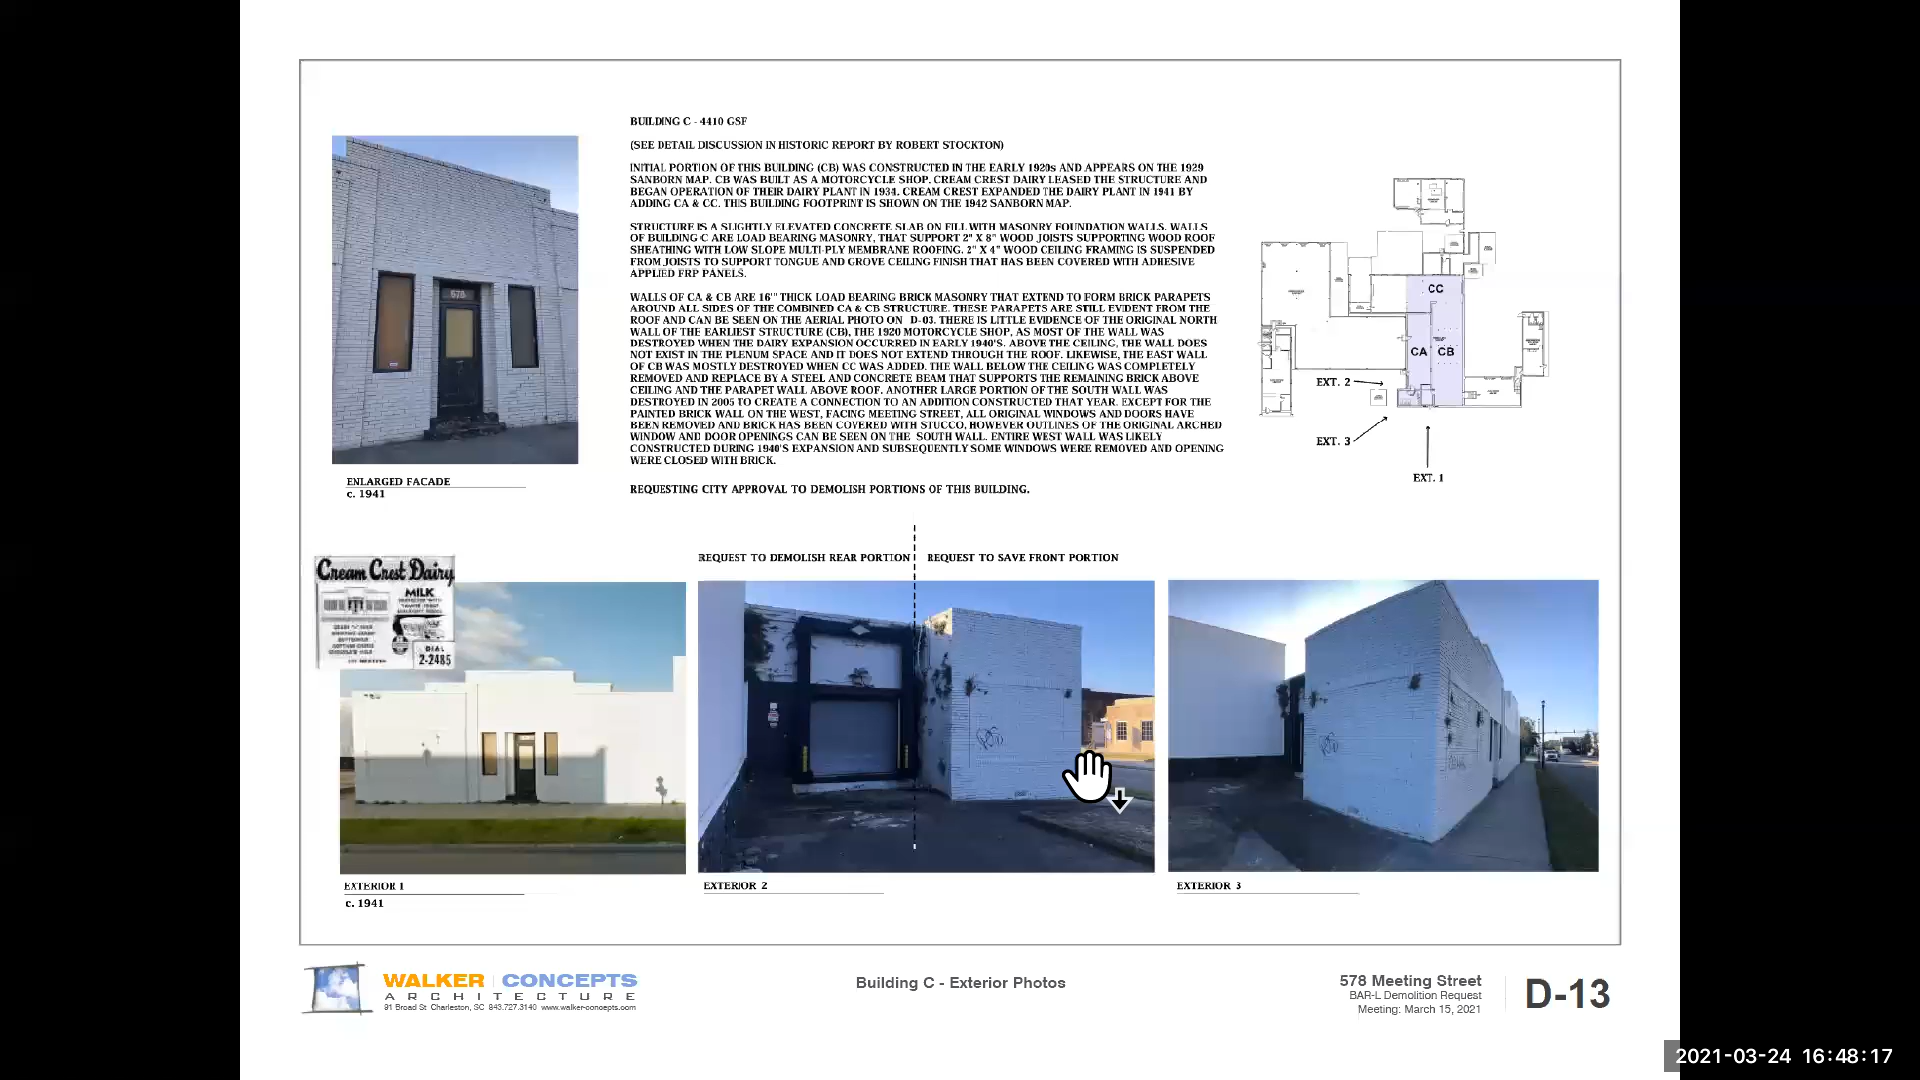 BUILDING C - 4410 GSF
(SEE DETAIL DISCUSSION IN HISTORIC REPORT BY ROBERT STOCKTON)
INITIAL PORTION OF THIS BUILDING (CB) WAS CONSTRUCTED IN THE EARLY 1920s AND APPEARS ON THE 1929
SANBORN MAP. CB WAS BUILT AS A MOTORCYCLE SHOP. CREAM CREST DAIRY LEASED THE STRUCTURE AND
BEGAN OPERATION OF THEIR DAIRY PLANT IN 1934. CREAM CREST EXPANDED THE DAIRY PLANT IN 1941 BY
ADDING CA & CC. THIS BUILDING FOOTPRINT IS SHOWN ON THE 1942 SANBORN MAP.
STRUCTURE IS A SLIGHTLY ELEVATED CONCRETE SLAB ON FILL WITH MASONRY FOUNDATION WALLS. WALLS
OF BUILDING C ARE LOAD BEARING MASONRY, THAT SUPPORT 2" X 8" WOOD JOISTS SUPPORTING WOOD ROOF
SHEATHING WITH LOW SLOPE MULTI-PLY MEMBRANE ROOFING. 2" X 4" WOOD CEILING FRAMING IS SUSPENDED
FROM JOISTS TO SUPPORT TONGUE AND GROVE CEILING FINISH THAT HAS BEEN COVERED WITH ADHESIVE
APPLIED FRP PANELS.
WALLS OF CA & CB ARE 16'" THICK LOAD BEARING BRICK MASONRY THAT EXTEND TO FORM BRICK PARAPETS
AROUND ALL SIDES OF THE COMBINED CA & CB STRUCTURE. THESE PARAPETS ARE STILL EVIDENT FROM THE
ROOF AND CAN BE SEEN ON THE AERIAL PHOTO ON D-03. THERE IS LITTLE EVIDENCE OF THE ORIGINAL NORTH
WALL OF THE EARLIEST STRUCTURE (CB), THE 1920 MOTORCYCLE SHOP, AS MOST OF THE WALL WAS
DESTROYED WHEN THE DAIRY EXPANSION OCCURRED IN EARLY 1940'S. ABOVE THE CEILING, THE WALL DOES
NOT EXIST IN THE PLENUM SPACE AND IT DOES NOT EXTEND THROUGH THE ROOF. LIKEWISE, THE EAST WALL
OF CB WAS MOSTLY DESTROYED WHEN CC WAS ADDED. THE WALL BELOW THE CEILING WAS COMPLETELY
REMOVED AND REPLACE BY A STEEL AND CONCRETE BEAM THAT SUPPORTS THE REMAINING BRICK ABOVE
CEILING AND THE PARAPET WALL ABOVE ROOF. ANOTHER LARGE PORTION OF THE SOUTH WALL WAS
DESTROYED IN 2005 TO CREATE A CONNECTION TO AN ADDITION CONSTRUCTED THAT YEAR. EXCEPT FOR THE
PAINTED BRICK WALL ON THE WEST, FACING MEETING STREET, ALL ORIGINAL WINDOWS AND DOORS HAVE
BEEN REMOVED AND BRICK HAS BEEN COVERED WITH STUCCO, HOWEVER OUTLINES OF THE ORIGINAL ARCHED
WINDOW AND DOOR OPENINGS CAN BE SEEN ON THE SOUTH WALL. ENTIRE WEST WALL WAS LIKELY
CONSTRUCTED DURING 1940'S EXPANSION AND SUBSEQUENTLY SOME WINDOWS WERE REMOVED AND OPENING
WERE CLOSED WITH BRICK.
REQUESTING CITY APPROVAL TO DEMOLISH PORTIONS OF THIS BUILDING.
578
ENLARGED FACADE
c. 1941
CC
CA CB
EXT. 2
EXT. 3
EXT. 1
REQUEST TO DEMOLISH REAR PORTION
REQUEST TO SAVE FRONT PORTION
Cream Crest Dairy
MILK
DIAL
2-2485
EXTERIOR 1
c. 1941
EXTERIOR 2
EXTERIOR 3
WALKER CONCEPTS
ARCHITECTURE
91 Broad St Charleston, SC 843.727.3140 www.walker-concepts.com
Building C - Exterior Photos
578 Meeting Street
BAR-L Demolition Request
Meeting: March 15, 2021
D-13
2021-03-24 16:48:17